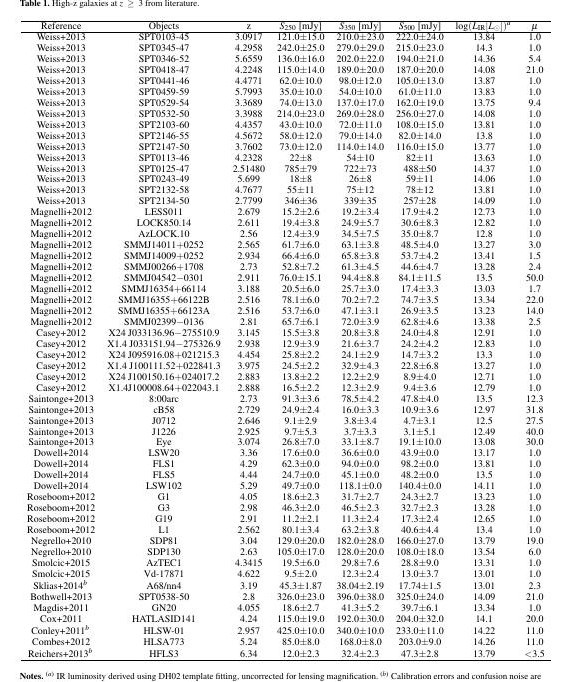 Table 1. High-z galaxies at z ≥ 3 from literature.
Reference Objects z S250 [mJy] S350 [mJy] S500 [mJy] log(LIR[L⊙])a μ
Weiss+2013 SPT0103-45 3.0917 121.0±15.0 210.0±23.0 222.0±24.0 13.84 1.0
Weiss+2013 SPT0345-47 4.2958 242.0±25.0 279.0±29.0 215.0±23.0 14.3 1.0
Weiss+2013 SPT0346-52 5.6559 136.0±16.0 202.0±22.0 194.0±21.0 14.36 5.4
Weiss+2013 SPT0418-47 4.2248 115.0±14.0 189.0±20.0 187.0±20.0 14.08 21.0
Weiss+2013 SPT0441-46 4.4771 62.0±10.0 98.0±12.0 105.0±13.0 13.87 1.0
Weiss+2013 SPT0459-59 5.7993 35.0±10.0 54.0±10.0 61.0±11.0 13.83 1.0
Weiss+2013 SPT0529-54 3.3689 74.0±13.0 137.0±17.0 162.0±19.0 13.75 9.4
Weiss+2013 SPT0532-50 3.3988 214.0±23.0 269.0±28.0 256.0±27.0 14.08 1.0
Weiss+2013 SPT2103-60 4.4357 43.0±10.0 72.0±11.0 108.0±15.0 13.81 1.0
Weiss+2013 SPT2146-55 4.5672 58.0±12.0 79.0±14.0 82.0±14.0 13.8 1.0
Weiss+2013 SPT2147-50 3.7602 73.0±12.0 114.0±14.0 116.0±15.0 13.77 1.0
Weiss+2013 SPT0113-46 4.2328 22±8 54±10 82±11 13.63 1.0
Weiss+2013 SPT0125-47 2.51480 785±79 722±73 488±50 14.37 1.0
Weiss+2013 SPT0243-49 5.699 18±8 26±8 59±11 14.06 1.0
Weiss+2013 SPT2132-58 4.7677 55±11 75±12 78±12 13.81 1.0
Weiss+2013 SPT2134-50 2.7799 346±36 339±35 257±28 14.09 1.0
Magnelli+2012 LESS011 2.679 15.2±2.6 19.2±3.4 17.9±4.2 12.73 1.0
Magnelli+2012 LOCK850.14 2.611 19.4±3.8 24.9±5.7 30.6±8.3 12.82 1.0
Magnelli+2012 AzLOCK.10 2.56 12.4±3.9 34.5±7.5 35.0±8.7 12.8 1.0
Magnelli+2012 SMMJ14011+0252 2.565 61.7±6.0 63.1±3.8 48.5±4.0 13.27 3.0
Magnelli+2012 SMMJ14009+0252 2.934 66.4±6.0 65.8±3.8 53.7±4.2 13.41 1.5
Magnelli+2012 SMMJ00266+1708 2.73 52.8±7.2 61.3±4.5 44.6±4.7 13.28 2.4
Magnelli+2012 SMMJ04542−0301 2.911 76.0±15.1 94.4±8.8 84.1±11.5 13.5 50.0
Magnelli+2012 SMMJ16354+66114 3.188 20.5±6.0 25.7±3.0 17.4±3.3 13.03 1.7
Magnelli+2012 SMMJ16355+66122B 2.516 78.1±6.0 70.2±7.2 74.7±3.5 13.34 22.0
Magnelli+2012 SMMJ16355+66123A 2.516 53.7±6.0 47.1±3.1 26.9±3.5 13.23 14.0
Magnelli+2012 SMMJ02399−0136 2.81 65.7±6.1 72.0±3.9 62.8±4.6 13.38 2.5
Casey+2012 X24 J033136.96−275510.9 3.145 15.5±3.8 20.8±3.8 24.0±4.8 12.91 1.0
Casey+2012 X1.4 J033151.94−275326.9 2.938 12.9±3.9 21.6±3.7 24.2±4.2 12.83 1.0
Casey+2012 X24 J095916.08+021215.3 4.454 25.8±2.2 24.1±2.9 14.7±3.2 13.3 1.0
Casey+2012 X1.4 J100111.52+022841.3 3.975 24.5±2.2 32.9±4.3 22.8±6.8 13.27 1.0
Casey+2012 X24 J100150.16+024017.2 2.883 13.8±2.2 12.2±2.9 8.9±4.0 12.71 1.0
Casey+2012 X1.4J100008.64+022043.1 2.888 16.5±2.2 12.3±2.9 9.4±3.6 12.79 1.0
Saintonge+2013 8:00arc 2.73 91.3±3.6 78.5±4.2 47.8±4.0 13.5 12.3
Saintonge+2013 cB58 2.729 24.9±2.4 16.0±3.3 10.9±3.6 12.97 31.8
Saintonge+2013 J0712 2.646 9.1±2.9 3.8±3.4 4.7±3.1 12.5 27.5
Saintonge+2013 J1226 2.925 9.7±5.3 3.7±3.3 3.1±5.1 12.49 40.0
Saintonge+2013 Eye 3.074 26.8±7.0 33.1±8.7 19.1±10.0 13.08 30.0
Dowell+2014 LSW20 3.36 17.6±0.0 36.6±0.0 43.9±0.0 13.17 1.0
Dowell+2014 FLS1 4.29 62.3±0.0 94.0±0.0 98.2±0.0 13.81 1.0
Dowell+2014 FLS5 4.44 24.7±0.0 45.1±0.0 48.2±0.0 13.5 1.0
Dowell+2014 LSW102 5.29 49.7±0.0 118.1±0.0 140.4±0.0 14.11 1.0
Roseboom+2012 G1 4.05 18.6±2.3 31.7±2.7 24.3±2.7 13.23 1.0
Roseboom+2012 G3 2.98 46.3±2.0 46.5±2.3 32.7±2.3 13.28 1.0
Roseboom+2012 G19 2.91 11.2±2.1 11.3±2.4 17.3±2.4 12.65 1.0
Roseboom+2012 L1 2.562 80.1±3.4 63.2±3.8 40.6±4.4 13.4 1.0
Negrello+2010 SDP81 3.04 129.0±20.0 182.0±28.0 166.0±27.0 13.79 19.0
Negrello+2010 SDP130 2.63 105.0±17.0 128.0±20.0 108.0±18.0 13.54 6.0
Smolcic+2015 AzTEC1 4.3415 19.5±6.0 29.8±7.6 28.8±9.0 13.31 1.0
Smolcic+2015 Vd-17871 4.622 9.5±2.0 12.3±2.4 13.0±3.7 13.01 1.0
Sklias+2014b A68/nn4 3.19 45.3±1.87 38.04±2.19 17.74±1.5 13.01 2.3
Bothwell+2013 SPT0538-50 2.8 326.0±23.0 396.0±38.0 325.0±24.0 14.09 21.0
Magdis+2011 GN20 4.055 18.6±2.7 41.3±5.2 39.7±6.1 13.34 1.0
Cox+2011 HATLASID141 4.24 115.0±19.0 192.0±30.0 204.0±32.0 14.1 20.0
Conley+2011b HLSW-01 2.957 425.0±10.0 340.0±10.0 233.0±11.0 14.22 11.0
Combes+2012 HLSA773 5.24 85.0±8.0 168.0±8.0 203.0±9.0 14.26 11.0
Reichers+2013b HFLS3 6.34 12.0±2.3 32.4±2.3 47.3±2.8 13.79 <3.5
Notes. (a) IR luminosity derived using DH02 template fitting, uncorrected for lensing magnification. (b) Calibration errors and confusion noise are